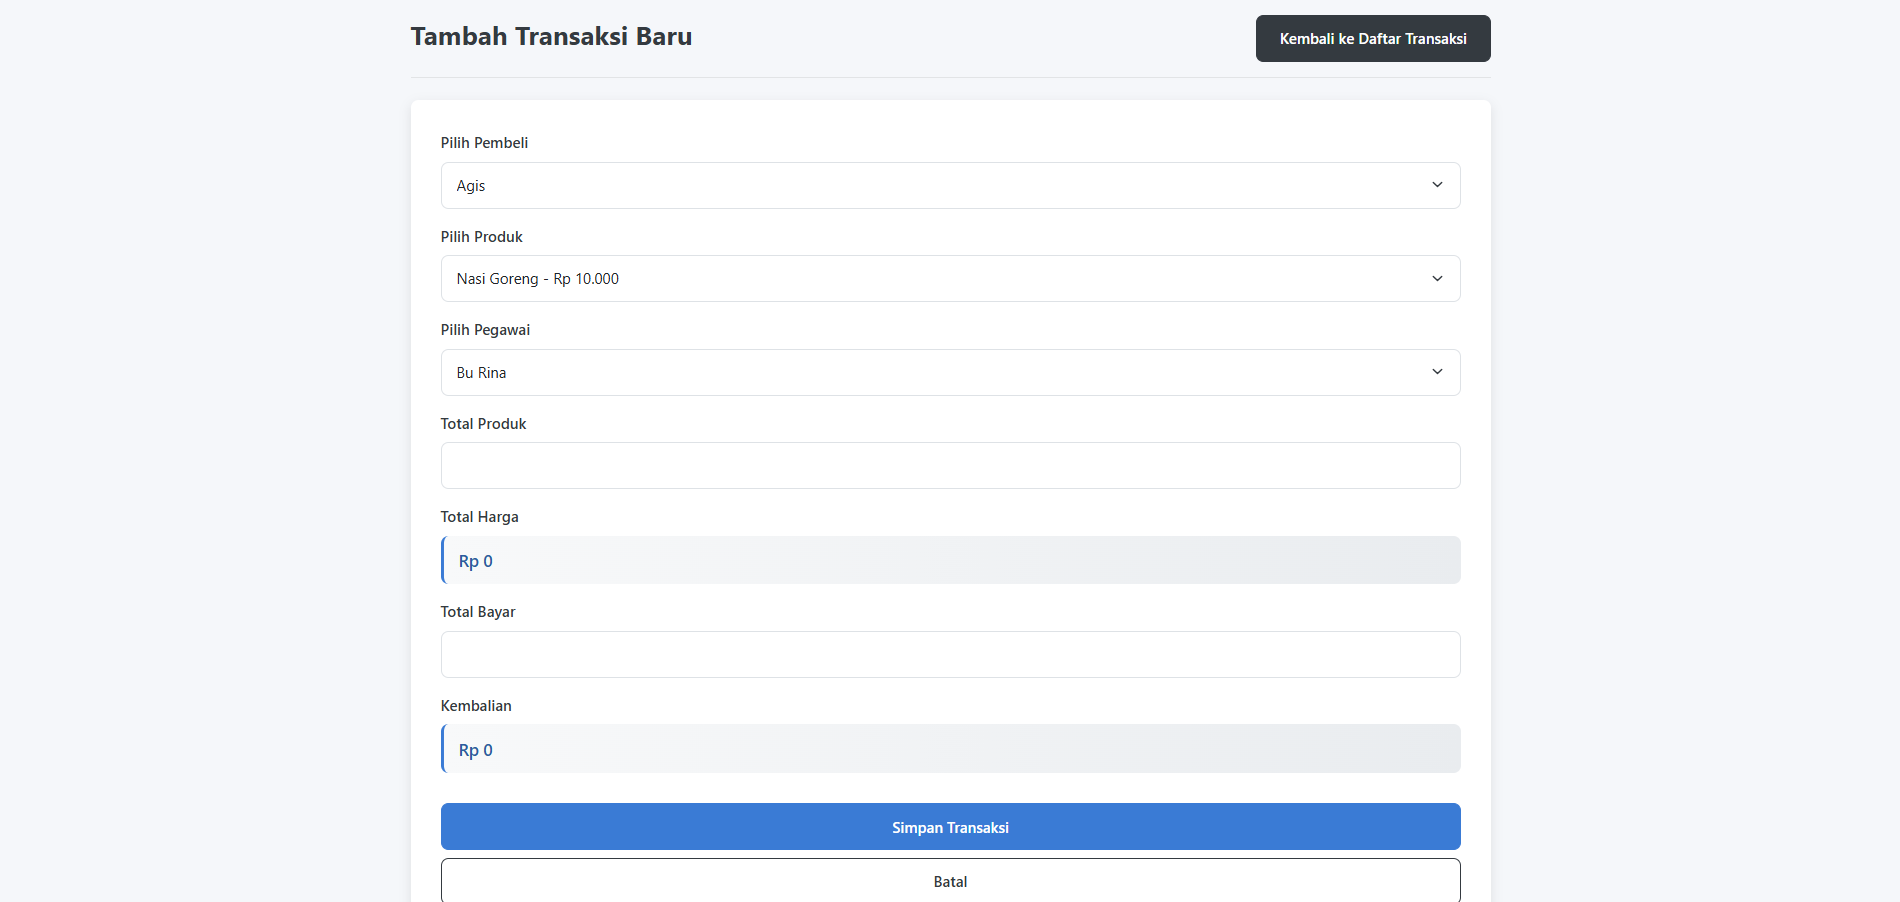 Tambah Transaksi Baru
Kembali ke Daftar Transaksi
Pilih Pembeli
Agis
Pilih Produk
Nasi Goreng - Rp 10.000
Pilih Pegawai
Bu Rina
Total Produk
Total Harga
Rp 0
Total Bayar
Kembalian
Rp 0
Simpan Transaksi
Batal